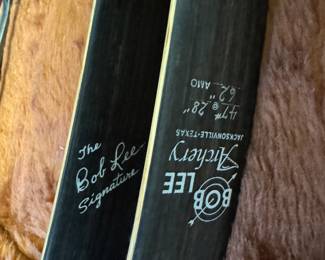 The
Bob Lee
Signature
47# @ 28"
62" AMO
JACKSONVILLE-TEXAS
Archery
BOB
LEE